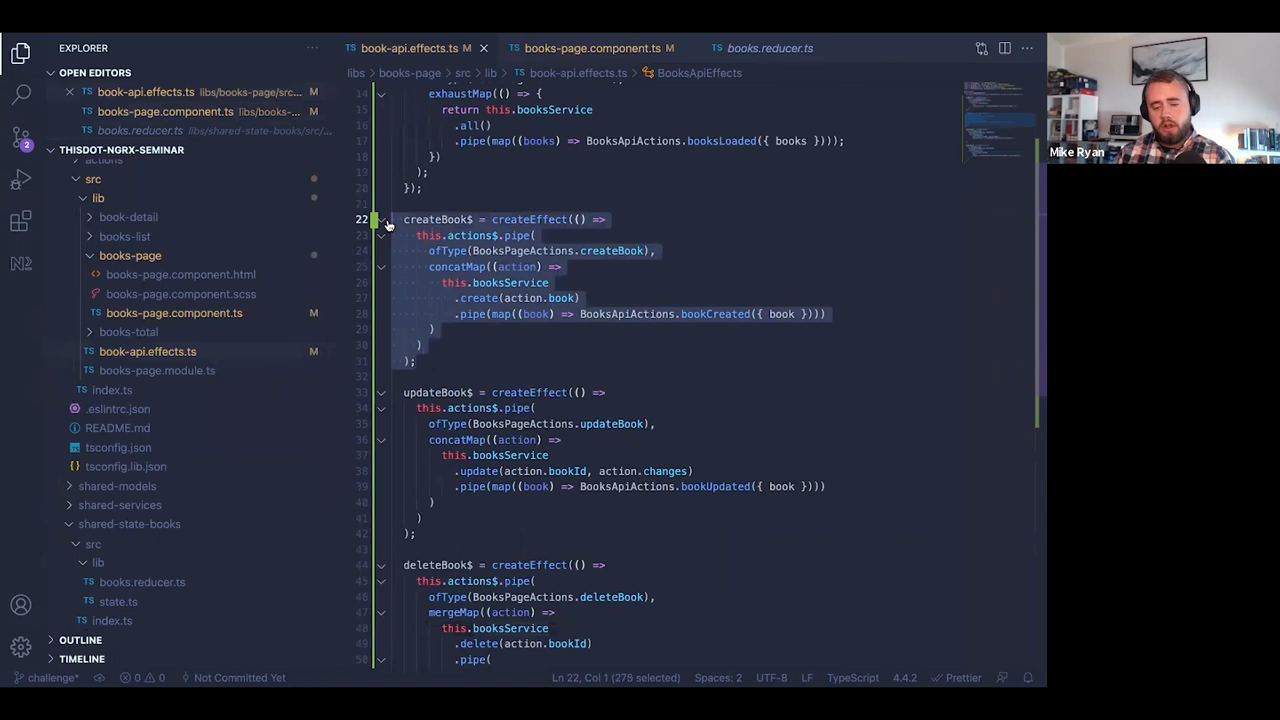 EXPLORER
OPEN EDITORS
book-api.effects.ts libs/books-page/src... M
books-page.component.ts libs/books-... M
books.reducer.ts libs/shared-state-books/src/...
THISDOT-NGRX-SEMINAR
actions
src
lib
book-detail
books-list
books-page
books-page.component.html
books-page.component.scss
books-page.component.ts M
books-total
book-api.effects.ts M
books-page.module.ts
index.ts
.eslintrc.json
README.md
tsconfig.json
tsconfig.lib.json
shared-models
shared-services
shared-state-books
src
lib
books.reducer.ts
state.ts
index.ts
OUTLINE
TIMELINE
2
book-api.effects.ts M
books-page.component.ts M
books.reducer.ts
libs > books-page > src > lib > book-api.effects.ts > BooksApiEffects
14 exhaustMap(() => {
15 return this.booksService
16 .all()
17 .pipe(map((books) => BooksApiActions.booksLoaded({ books })));
18 })
19 );
20 });
21
22 createBook$ = createEffect(() =>
23 this.actions$.pipe(
24 ofType(BooksPageActions.createBook),
25 concatMap((action) =>
26 this.booksService
27 .create(action.book)
28 .pipe(map((book) => BooksApiActions.bookCreated({ book })))
29 )
30 )
31 );
32
33 updateBook$ = createEffect(() =>
34 this.actions$.pipe(
35 ofType(BooksPageActions.updateBook),
36 concatMap((action) =>
37 this.booksService
38 .update(action.bookId, action.changes)
39 .pipe(map((book) => BooksApiActions.bookUpdated({ book })))
40 )
41 )
42 );
43
44 deleteBook$ = createEffect(() =>
45 this.actions$.pipe(
46 ofType(BooksPageActions.deleteBook),
47 mergeMap((action) =>
48 this.booksService
49 .delete(action.bookId)
50 .pipe(
challenge* 0 0 Not Committed Yet Ln 22, Col 1 (275 selected) Spaces: 2 UTF-8 LF TypeScript 4.4.2 Prettier
Mike Ryan